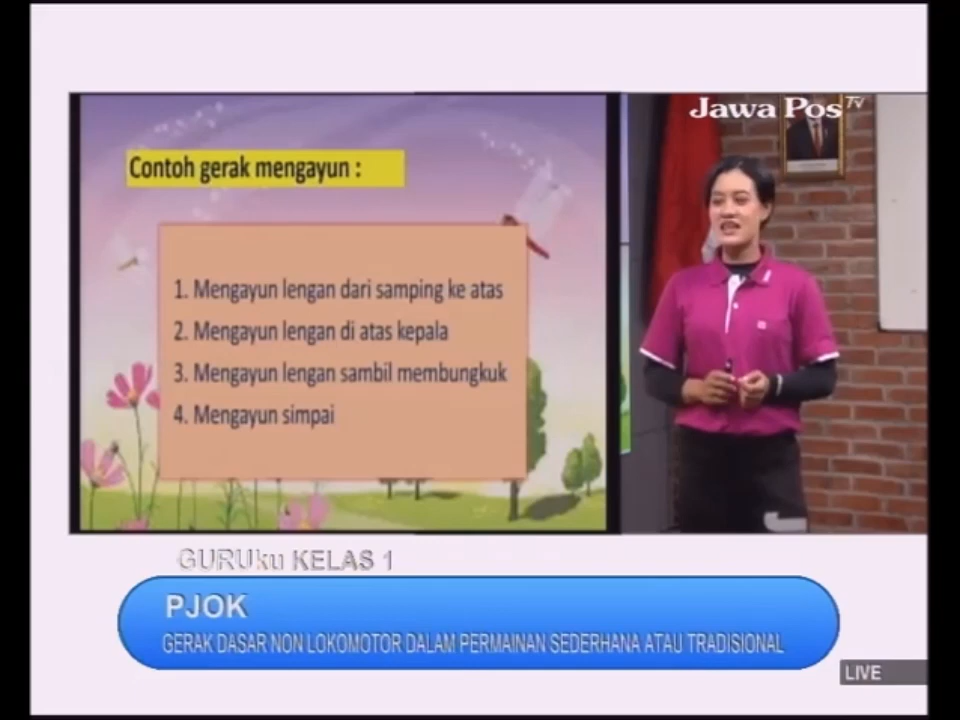 Jawa Pos TV
Contoh gerak mengayun :
1. Mengayun lengan dari samping ke atas
2. Mengayun lengan di atas kepala
3. Mengayun lengan sambil membungkuk
4. Mengayun simpai
GURUku KELAS 1
PJOK
GERAK DASAR NON LOKOMOTOR DALAM PERMAINAN SEDERHANA ATAU TRADISIONAL
LIVE